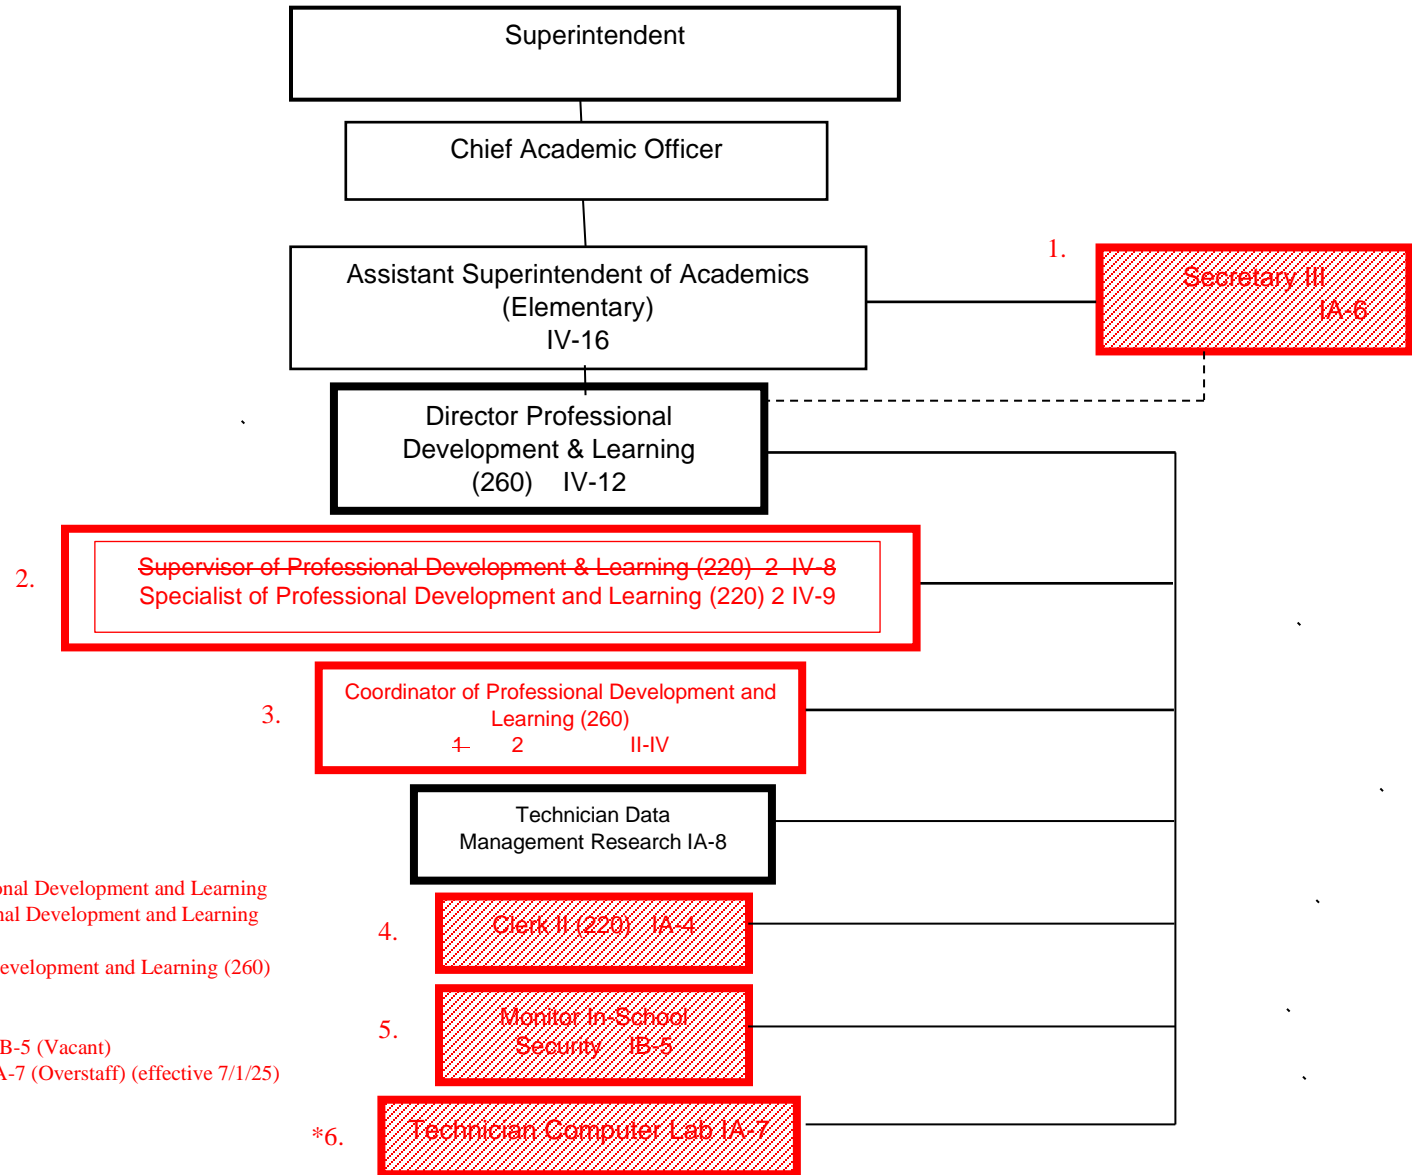 Superintendent
Chief Academic Officer
Assistant Superintendent of Academics
(Elementary)
IV-16
1.
Secretary III
IA-6
Director Professional
Development & Learning
(260) IV-12
2.
Supervisor of Professional Development & Learning (220) 2 IV-8
Specialist of Professional Development and Learning (220) 2 IV-9
3.
Coordinator of Professional Development and
Learning (260)
1 2 II-IV
Technician Data
Management Research IA-8
Development and Learning
Development and Learning
4.
Clerk II (220) IA-4
and Learning (260)
5.
Monitor in-School
Security IB-5
B-5 (Vacant)
(Overstaff) (effective 7/1/25)
*6.
Technician Computer Lab IA-7